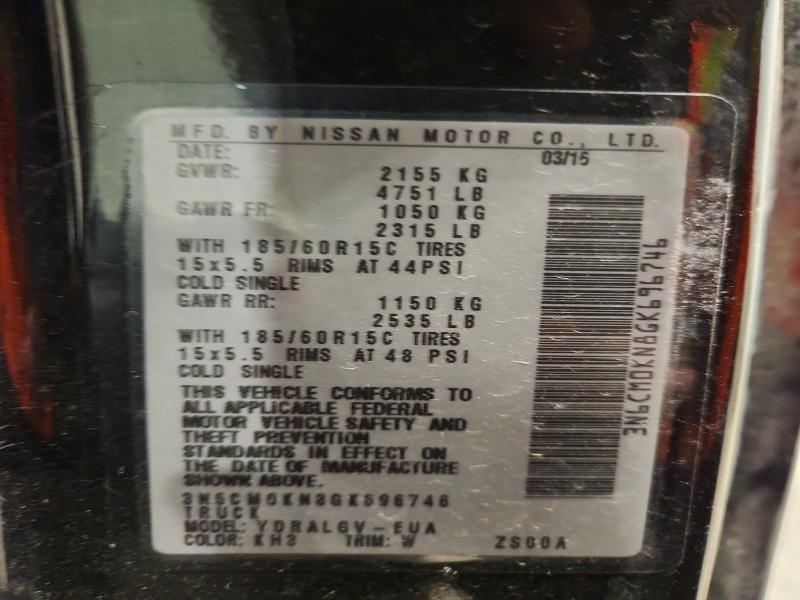 MFD. BY NISSAN MOTOR CO., LTD.
DATE: 03/16
GVWR: 2155 KG
4751 LB
GAWR FR: 1050 KG
2315 LB
WITH 185/60R15C TIRES
15x5.5 RIMS AT 44PSI
COLD SINGLE
GAWR RR: 1150 KG
2535 LB
WITH 185/60R15C TIRES
15x5.5 RIMS AT 48 PSI
COLD SINGLE
THIS VEHICLE CONFORMS TO
ALL APPLICABLE FEDERAL
MOTOR VEHICLE SAFETY AND
THEFT PREVENTION
STANDARDS IN EFFECT ON
THE DATE OF MANUFACTURE
SHOWN ABOVE.
3N6CM0KN8GK696746
TRUCK
MODEL:
COLOR: KH3 TRIM: W
3N6CM0KN8GK696746